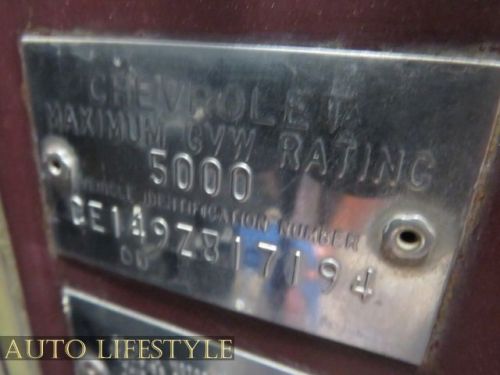 CHEVROLET
MAXIMUM GVW RATING
5000
VEHICLE IDENTIFICATION NUMBER
CE149Z817194
AUTO LIFESTYLE